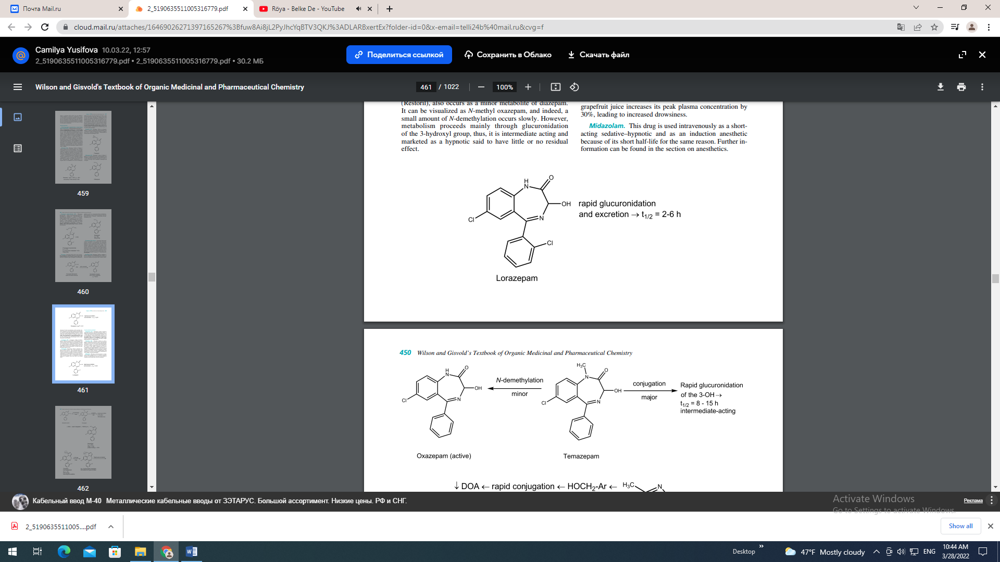 Почта Mail.ru
2_5190635511005316779.pdf
Röya - Belke De - YouTube
cloud.mail.ru/attaches/16469026271397165267%3Bfuw8Ai8jL2PyJhcYqBTV3QKJ%3ADLARBxertEx?folder-id=0&x-email=telli24b%40mail.ru&cvg=f
Camilya Yusifova 10.03.22, 12:57
2_5190635511005316779.pdf • 2_5190635511005316779.pdf • 30.2 МБ
Поделиться ссылкой
Сохранить в Облако
Скачать файл
Wilson and Gisvold's Textbook of Organic Medicinal and Pharmaceutical Chemistry
461 / 1022
100%
459
460
461
462
(Restoril), also occurs as a minor metabolite of diazepam.
It can be visualized as N-methyl oxazepam, and indeed, a
small amount of N-demethylation occurs slowly. However,
metabolism proceeds mainly through glucuronidation
of the 3-hydroxyl group, thus, it is intermediate acting and
marketed as a hypnotic said to have little or no residual
effect.
grapefruit juice increases its peak plasma concentration by
30%, leading to increased drowsiness.
Midazolam. This drug is used intravenously as a short-
acting sedative–hypnotic and as an induction anesthetic
because of its short half-life for the same reason. Further in-
formation can be found in the section on anesthetics.
H
N
O
OH
N
Cl
Cl
rapid glucuronidation
and excretion → t1/2 = 2-6 h
Lorazepam
450 Wilson and Gisvold's Textbook of Organic Medicinal and Pharmaceutical Chemistry
H
N
O
OH
N
Cl
N-demethylation
minor
H3C
N
O
OH
N
Cl
conjugation
major
Rapid glucuronidation
of the 3-OH→
t1/2 = 8 - 15 h
intermediate-acting
Oxazepam (active)
Temazepam
↓ DOA ← rapid conjugation ← HOCH2-Ar ← H3C
N
Кабельный ввод М-40 Металлические кабельные вводы от ЗЭТАРУС. Большой ассортимент. Низкие цены. РФ и СНГ.
Реклама
Activate Windows
Go to Settings to activate Windows.
2_5190635511005....pdf
Show all
Desktop
47°F Mostly cloudy
ENG
10:44 AM
3/28/2022